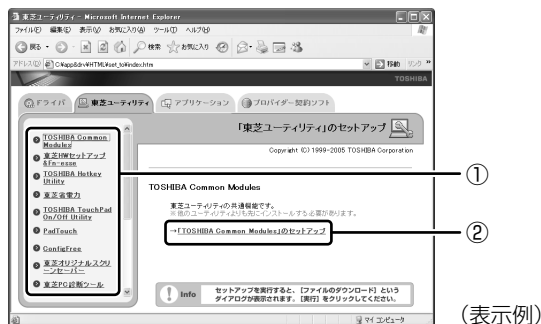 東芝ユーティリティ - Microsoft Internet Explorer
ファイル(F) 編集(E) 表示(V) お気に入り(A) ツール(T) ヘルプ(H)
戻る 検索 お気に入り
アドレス(D) C:¥app&drv¥HTML¥set_to¥index.htm 移動 リンク »
TOSHIBA
ドライバ 東芝ユーティリティ アプリケーション プロバイダー契約ソフト
「東芝ユーティリティ」のセットアップ
Copyright (C) 1999-2005 TOSHIBA Corporation
TOSHIBA Common Modules
東芝HWセットアップ &Fn-esse
TOSHIBA Hotkey Utility
東芝省電力
TOSHIBA TouchPad On/Off Utility
PadTouch
ConfigFree
東芝オリジナルスクリーンセーバー
東芝PC診断ツール
TOSHIBA Common Modules
東芝ユーティリティの共通機能です。
※他のユーティリティよりも先にインストールする必要があります。
→「TOSHIBA Common Modules」のセットアップ
! Info セットアップを実行すると、[ファイルのダウンロード] という
ダイアログが表示されます。[実行] をクリックしてください。
マイ コンピュータ
①
②
(表示例)